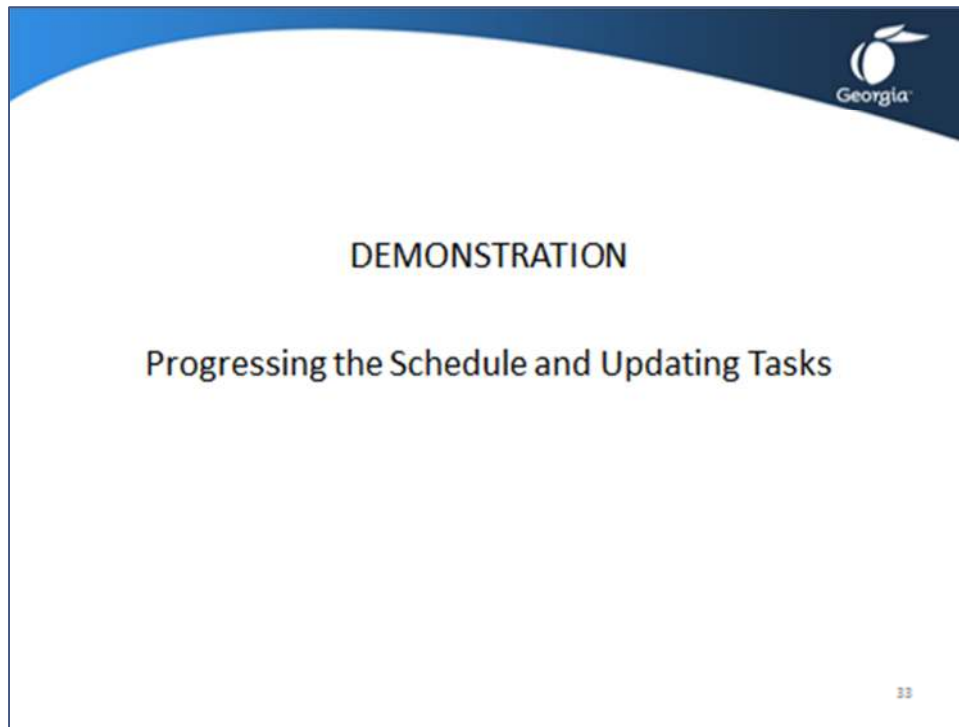 Georgia
DEMONSTRATION
Progressing the Schedule and Updating Tasks
33